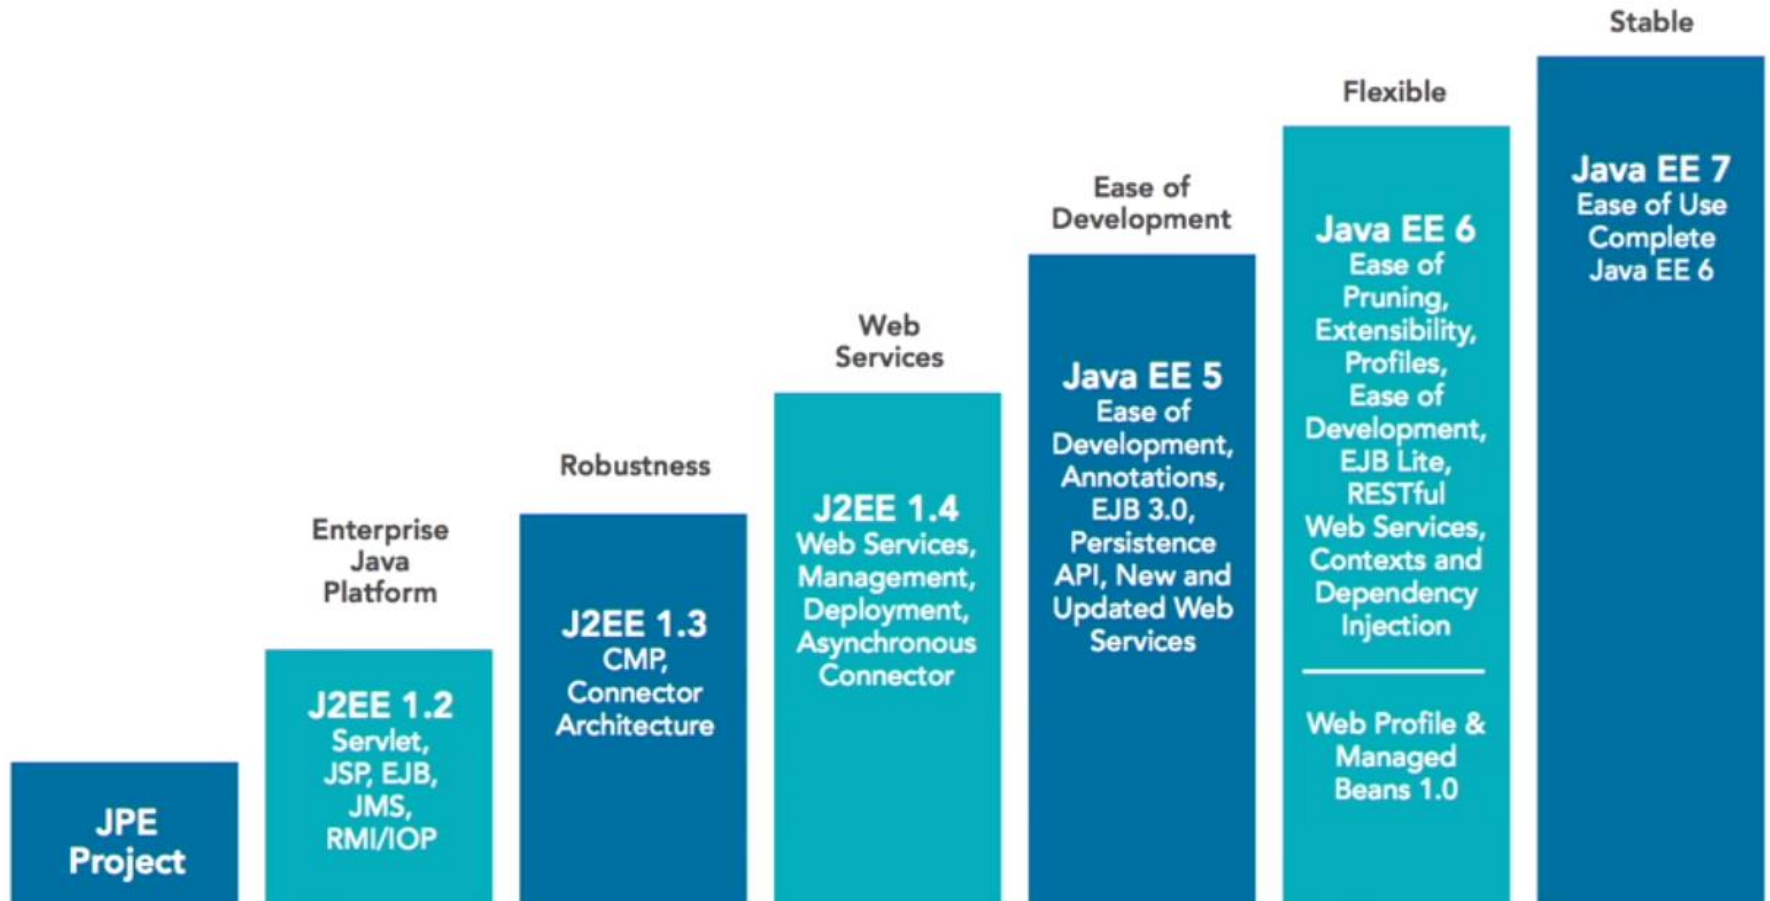 JPE
Project
Enterprise
Java
Platform
J2EE 1.2
Servlet,
JSP, EJB,
JMS,
RMI/IOP
Robustness
J2EE 1.3
CMP,
Connector
Architecture
Web
Services
J2EE 1.4
Web Services,
Management,
Deployment,
Asynchronous
Connector
Ease of
Development
Java EE 5
Ease of
Development,
Annotations,
EJB 3.0,
Persistence
API, New and
Updated Web
Services
Flexible
Java EE 6
Ease of
Pruning,
Extensibility,
Profiles,
Ease of
Development,
EJB Lite,
RESTful
Web Services,
Contexts and
Dependency
Injection
Web Profile &
Managed
Beans 1.0
Stable
Java EE 7
Ease of Use
Complete
Java EE 6